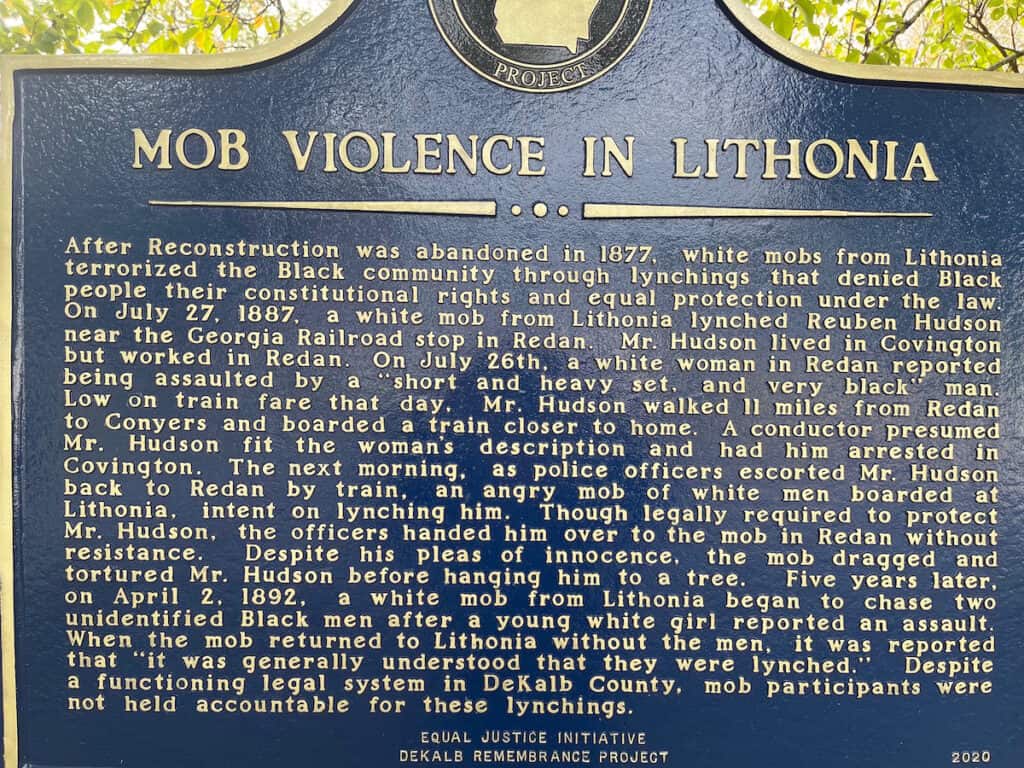 PROJECT
MOB VIOLENCE IN LITHONIA
After Reconstruction was abandoned in 1877, white mobs from Lithonia
terrorized the Black community through lynchings that denied Black
people their constitutional rights and equal protection under the law.
On July 27, 1887, a white mob from Lithonia lynched Reuben Hudson
near the Georgia Railroad stop in Redan. Mr. Hudson lived in Covington
but worked in Redan. On July 26th, a white woman in Redan reported
being assaulted by a "short and heavy set, and very black" man.
Low on train fare that day, Mr. Hudson walked 11 miles from Redan
to Conyers and boarded a train closer to home. A conductor presumed
Mr. Hudson fit the woman's description and had him arrested in
Covington. The next morning, as police officers escorted Mr. Hudson
back to Redan by train, an angry mob of white men boarded at
Lithonia, intent on lynching him. Though legally required to protect
Mr. Hudson, the officers handed him over to the mob in Redan without
resistance. Despite his pleas of innocence, the mob dragged and
tortured Mr. Hudson before hanging him to a tree. Five years later,
on April 2, 1892, a white mob from Lithonia began to chase two
unidentified Black men after a young white girl reported an assault.
When the mob returned to Lithonia without the men, it was reported
that "it was generally understood that they were lynched." Despite
a functioning legal system in DeKalb County, mob participants were
not held accountable for these lynchings.
EQUAL JUSTICE INITIATIVE
DEKALB REMEMBRANCE PROJECT
2020